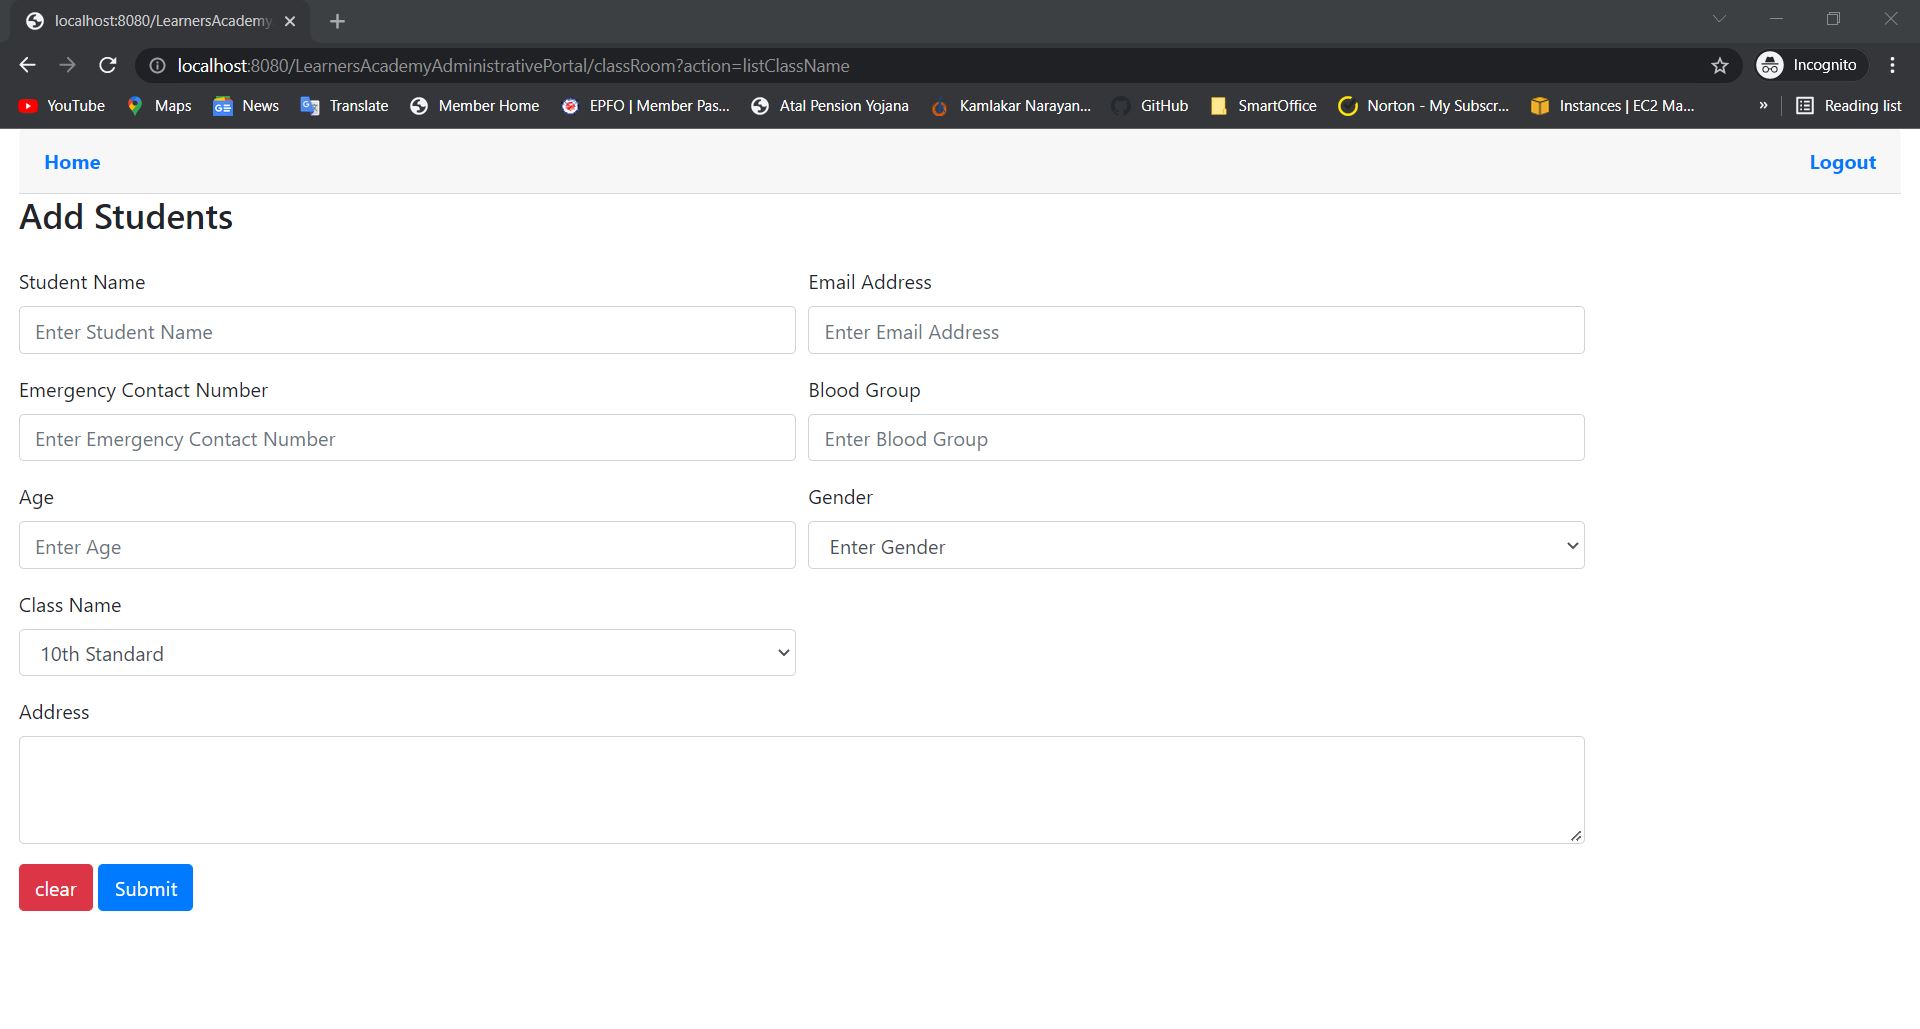 localhost:8080/LearnersAcademy
localhost:8080/LearnersAcademyAdministrativePortal/classRoom?action=listClassName
Incognito
YouTube Maps News Translate Member Home EPFO | Member Pas... Atal Pension Yojana Kamlakar Narayan... GitHub SmartOffice Norton - My Subscr... Instances | EC2 Ma... » Reading list
Home Logout
Add Students
Student Name Email Address
Enter Student Name Enter Email Address
Emergency Contact Number Blood Group
Enter Emergency Contact Number Enter Blood Group
Age Gender
Enter Age Enter Gender
Class Name
10th Standard
Address
clear Submit